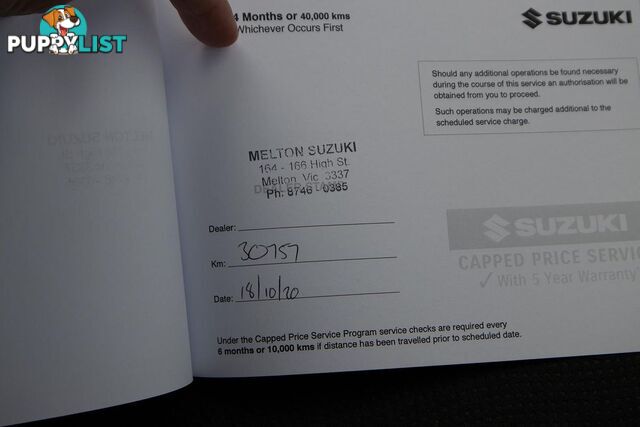 PUPPYLIST
4 Months or 40,000 kms
Whichever Occurs First
SUZUKI
Should any additional operations be found necessary
during the course of this service an authorisation will be
obtained from you to proceed.
Such operations may be charged additional to the
scheduled service charge.
MELTON SUZUKI
164 - 166 High St.
Melton Vic 3337
DEALER STAMP
Ph: 8746 0385
Dealer:
Km: 30757
Date: 18/10/20
SUZUKI
CAPPED PRICE SERVIC
✓ With 5 Year Warranty
Under the Capped Price Service Program service checks are required every
6 months or 10,000 kms if distance has been travelled prior to scheduled date.